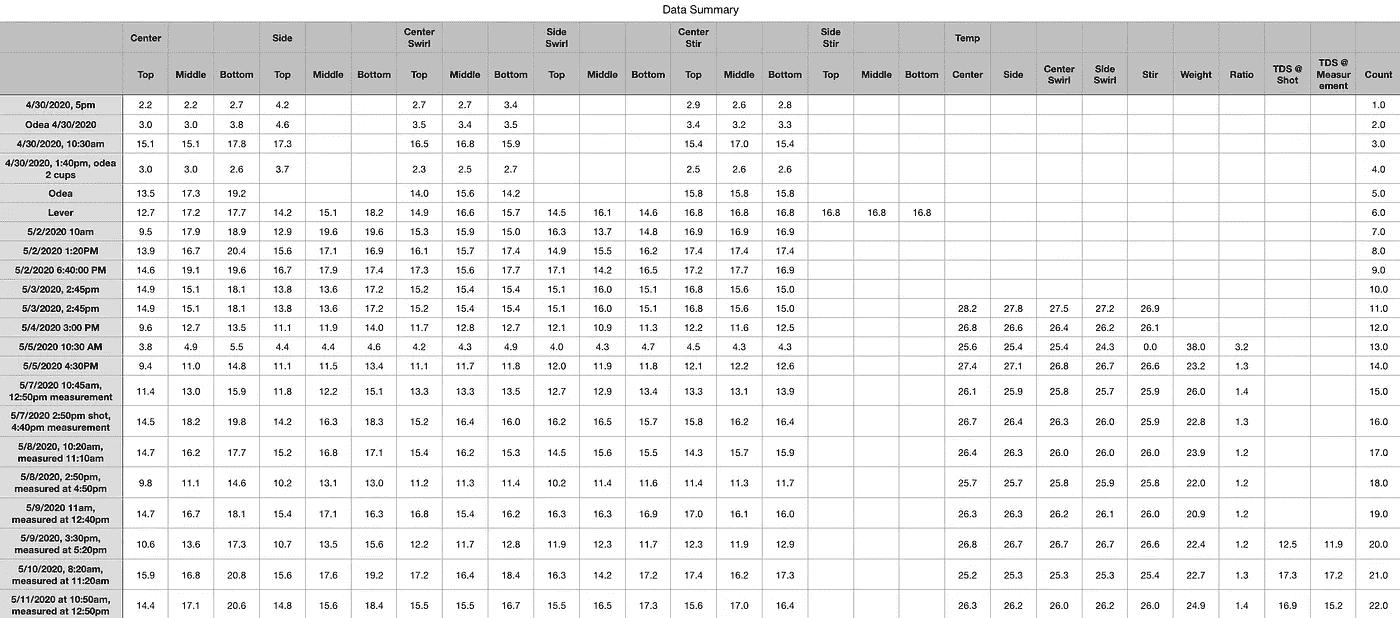 Data Summary
Center Side Center Swirl Side Swirl Center Stir Side Stir Temp
Top Middle Bottom Top Middle Bottom Top Middle Bottom Top Middle Bottom Top Middle Bottom Top Middle Bottom Center Side Center Swirl Side Swirl Stir Weight Ratio TDS @ Shot TDS @ Measur ement Count
4/30/2020, 5pm 2.2 2.2 2.7 4.2 2.7 2.7 3.4 2.9 2.6 2.8 1.0
Odea 4/30/2020 3.0 3.0 3.8 4.6 3.5 3.4 3.5 3.4 3.2 3.3 2.0
4/30/2020, 10:30am 15.1 15.1 17.8 17.3 16.5 16.8 15.9 15.4 17.0 15.4 3.0
4/30/2020, 1:40pm, odea 2 cups 3.0 3.0 2.6 3.7 2.3 2.5 2.7 2.5 2.6 2.6 4.0
Odea 13.5 17.3 19.2 14.0 15.6 14.2 15.8 15.8 15.8 5.0
Lever 12.7 17.2 17.7 14.2 15.1 18.2 14.9 16.6 15.7 14.5 16.1 14.6 16.8 16.8 16.8 16.8 16.8 16.8 6.0
5/2/2020 10am 9.5 17.9 18.9 12.9 19.6 19.6 15.3 15.9 15.0 16.3 13.7 14.8 16.9 16.9 16.9 7.0
5/2/2020 1:20PM 13.9 16.7 20.4 15.6 17.1 16.9 16.1 15.7 17.4 14.9 15.5 16.2 17.4 17.4 17.4 8.0
5/2/2020 6:40:00 PM 14.6 19.1 19.6 16.7 17.9 17.4 17.3 15.6 17.7 17.1 14.2 16.5 17.2 17.7 16.9 9.0
5/3/2020, 2:45pm 14.9 15.1 18.1 13.8 13.6 17.2 15.2 15.4 15.4 15.1 16.0 15.1 16.8 15.6 15.0 10.0
5/3/2020, 2:45pm 14.9 15.1 18.1 13.8 13.6 17.2 15.2 15.4 15.4 15.1 16.0 15.1 16.8 15.6 15.0 28.2 27.8 27.5 27.2 26.9 11.0
5/4/2020 3:00 PM 9.6 12.7 13.5 11.1 11.9 14.0 11.7 12.8 12.7 12.1 10.9 11.3 12.2 11.6 12.5 26.8 26.6 26.4 26.2 26.1 12.0
5/5/2020 10:30 AM 3.8 4.9 5.5 4.4 4.4 4.6 4.2 4.3 4.9 4.0 4.3 4.7 4.5 4.3 4.3 25.6 25.4 25.4 24.3 0.0 38.0 3.2 13.0
5/5/2020 4:30PM 9.4 11.0 14.8 11.1 11.5 13.4 11.1 11.7 11.8 12.0 11.9 11.8 12.1 12.2 12.6 27.4 27.1 26.8 26.7 26.6 23.2 1.3 14.0
5/7/2020 10:45am, 12:50pm measurement 11.4 13.0 15.9 11.8 12.2 15.1 13.3 13.3 13.5 12.7 12.9 13.4 13.3 13.1 13.9 26.1 25.9 25.8 25.7 25.9 26.0 1.4 15.0
5/7/2020 2:50pm shot, 4:40pm measurement 14.5 18.2 19.8 14.2 16.3 18.3 15.2 16.4 16.0 16.2 16.5 15.7 15.8 16.2 16.4 26.7 26.4 26.3 26.0 25.9 22.8 1.3 16.0
5/8/2020, 10:20am, measured 11:10am 14.7 16.2 17.7 15.2 16.8 17.1 15.4 16.2 15.3 14.5 15.6 15.5 14.3 15.7 15.9 26.4 26.3 26.0 26.0 26.0 23.9 1.2 17.0
5/8/2020, 2:50pm, measured at 4:50pm 9.8 11.1 14.6 10.2 13.1 13.0 11.2 11.3 11.4 10.2 11.4 11.6 11.4 11.3 11.7 25.7 25.7 25.8 25.9 25.8 22.0 1.2 18.0
5/9/2020 11am, measured at 12:40pm 14.7 16.7 18.1 15.4 17.1 16.3 16.8 15.4 16.2 16.3 16.3 16.9 17.0 16.1 16.0 26.3 26.3 26.2 26.1 26.0 20.9 1.2 19.0
5/9/2020, 3:30pm, measured at 5:20pm 10.6 13.6 17.3 10.7 13.5 15.6 12.2 11.7 12.8 11.9 12.3 11.7 12.3 11.9 12.9 26.8 26.7 26.7 26.7 26.6 22.4 1.2 12.5 11.9 20.0
5/10/2020, 8:20am, measured at 11:20am 15.9 16.8 20.8 15.6 17.6 19.2 17.2 16.4 18.4 16.3 14.2 17.2 17.4 16.2 17.3 25.2 25.3 25.3 25.3 25.4 22.7 1.3 17.3 17.2 21.0
5/11/2020 at 10:50am, measured at 12:50pm 14.4 17.1 20.6 14.8 15.6 18.4 15.5 15.5 16.7 15.5 16.5 17.3 15.6 17.0 16.4 26.3 26.2 26.0 26.2 26.0 24.9 1.4 16.9 15.2 22.0